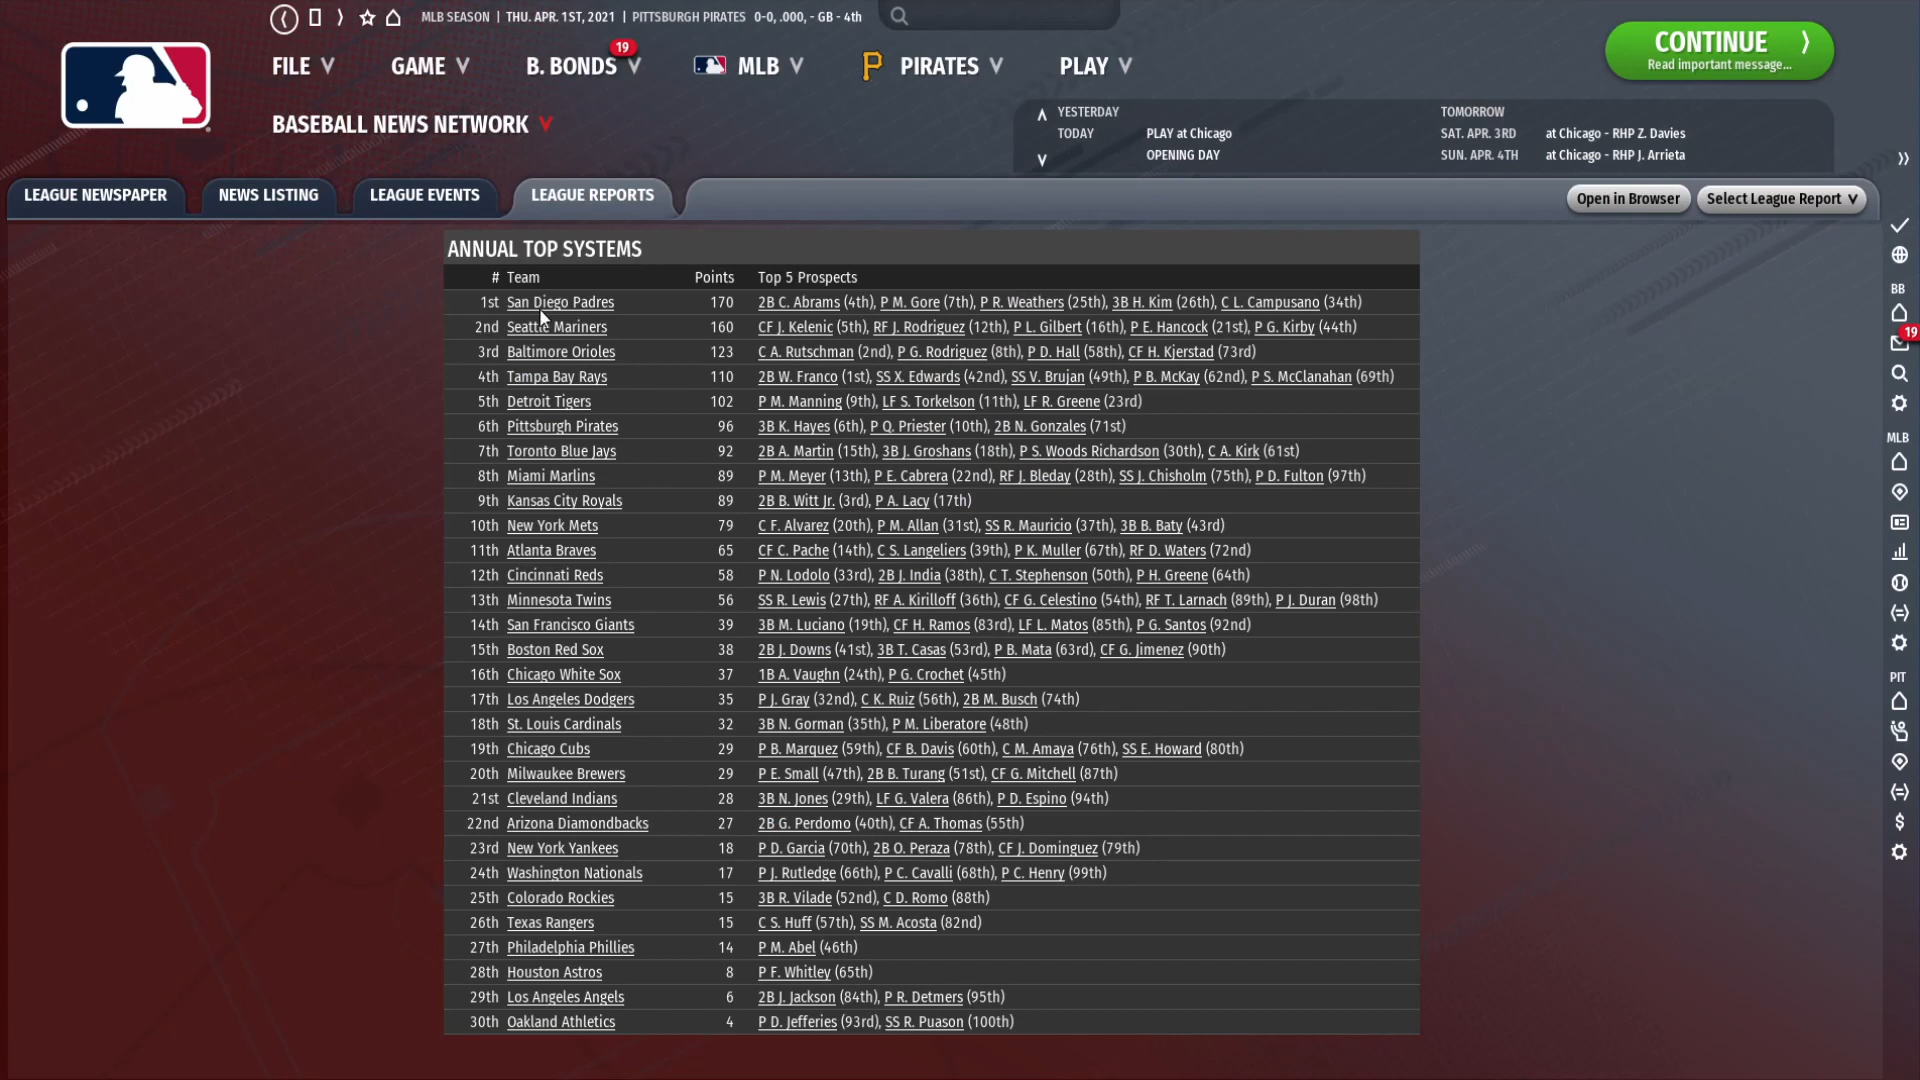 MLB SEASON | THU. APR. 1ST, 2021 | PITTSBURGH PIRATES 0-0, .000, - GB - 4th
FILE GAME B. BONDS 19 MLB P PIRATES PLAY
CONTINUE
Read important message...
BASEBALL NEWS NETWORK
YESTERDAY TOMORROW
TODAY PLAY at Chicago SAT. APR. 3RD at Chicago - RHP Z. Davies
OPENING DAY SUN. APR. 4TH at Chicago - RHP J. Arrieta
LEAGUE NEWSPAPER NEWS LISTING LEAGUE EVENTS LEAGUE REPORTS Open in Browser Select League Report
ANNUAL TOP SYSTEMS
# Team Points Top 5 Prospects
1st San Diego Padres 170 2B C. Abrams (4th), P M. Gore (7th), P R. Weathers (25th), 3B H. Kim (26th), C L. Campusano (34th)
2nd Seattle Mariners 160 CF J. Kelenic (5th), RF J. Rodriguez (12th), P L. Gilbert (16th), P E. Hancock (21st), P G. Kirby (44th)
3rd Baltimore Orioles 123 C A. Rutschman (2nd), P G. Rodriguez (8th), P D. Hall (58th), CF H. Kjerstad (73rd)
4th Tampa Bay Rays 110 2B W. Franco (1st), SS X. Edwards (42nd), SS V. Brujan (49th), P B. McKay (62nd), P S. McClanahan (69th)
5th Detroit Tigers 102 P M. Manning (9th), LF S. Torkelson (11th), LF R. Greene (23rd)
6th Pittsburgh Pirates 96 3B K. Hayes (6th), P Q. Priester (10th), 2B N. Gonzales (71st)
7th Toronto Blue Jays 92 2B A. Martin (15th), 3B J. Groshans (18th), P S. Woods Richardson (30th), C A. Kirk (61st)
8th Miami Marlins 89 P M. Meyer (13th), P E. Cabrera (22nd), RF J. Bleday (28th), SS J. Chisholm (75th), P D. Fulton (97th)
9th Kansas City Royals 89 2B B. Witt Jr. (3rd), P A. Lacy (17th)
10th New York Mets 79 C F. Alvarez (20th), P M. Allan (31st), SS R. Mauricio (37th), 3B B. Baty (43rd)
11th Atlanta Braves 65 CF C. Pache (14th), C S. Langeliers (39th), P K. Muller (67th), RF D. Waters (72nd)
12th Cincinnati Reds 58 P N. Lodolo (33rd), 2B J. India (38th), C T. Stephenson (50th), P H. Greene (64th)
13th Minnesota Twins 56 SS R. Lewis (27th), RF A. Kirilloff (36th), CF G. Celestino (54th), RF T. Larnach (89th), P J. Duran (98th)
14th San Francisco Giants 39 3B M. Luciano (19th), CF H. Ramos (83rd), LF L. Matos (85th), P G. Santos (92nd)
15th Boston Red Sox 38 2B J. Downs (41st), 3B T. Casas (53rd), P B. Mata (63rd), CF G. Jimenez (90th)
16th Chicago White Sox 37 1B A. Vaughn (24th), P G. Crochet (45th)
17th Los Angeles Dodgers 35 P J. Gray (32nd), C K. Ruiz (56th), 2B M. Busch (74th)
18th St. Louis Cardinals 32 3B N. Gorman (35th), P M. Liberatore (48th)
19th Chicago Cubs 29 P B. Marquez (59th), CF B. Davis (60th), C M. Amaya (76th), SS E. Howard (80th)
20th Milwaukee Brewers 29 P E. Small (47th), 2B B. Turang (51st), CF G. Mitchell (87th)
21st Cleveland Indians 28 3B N. Jones (29th), LF G. Valera (86th), P D. Espino (94th)
22nd Arizona Diamondbacks 27 2B G. Perdomo (40th), CF A. Thomas (55th)
23rd New York Yankees 18 P D. Garcia (70th), 2B O. Peraza (78th), CF J. Dominguez (79th)
24th Washington Nationals 17 P J. Rutledge (66th), P C. Cavalli (68th), P C. Henry (99th)
25th Colorado Rockies 15 3B R. Vilade (52nd), C D. Romo (88th)
26th Texas Rangers 15 C S. Huff (57th), SS M. Acosta (82nd)
27th Philadelphia Phillies 14 P M. Abel (46th)
28th Houston Astros 8 P F. Whitley (65th)
29th Los Angeles Angels 6 2B J. Jackson (84th), P R. Detmers (95th)
30th Oakland Athletics 4 P D. Jefferies (93rd), SS R. Puason (100th)
BB
19
MLB
PIT
$